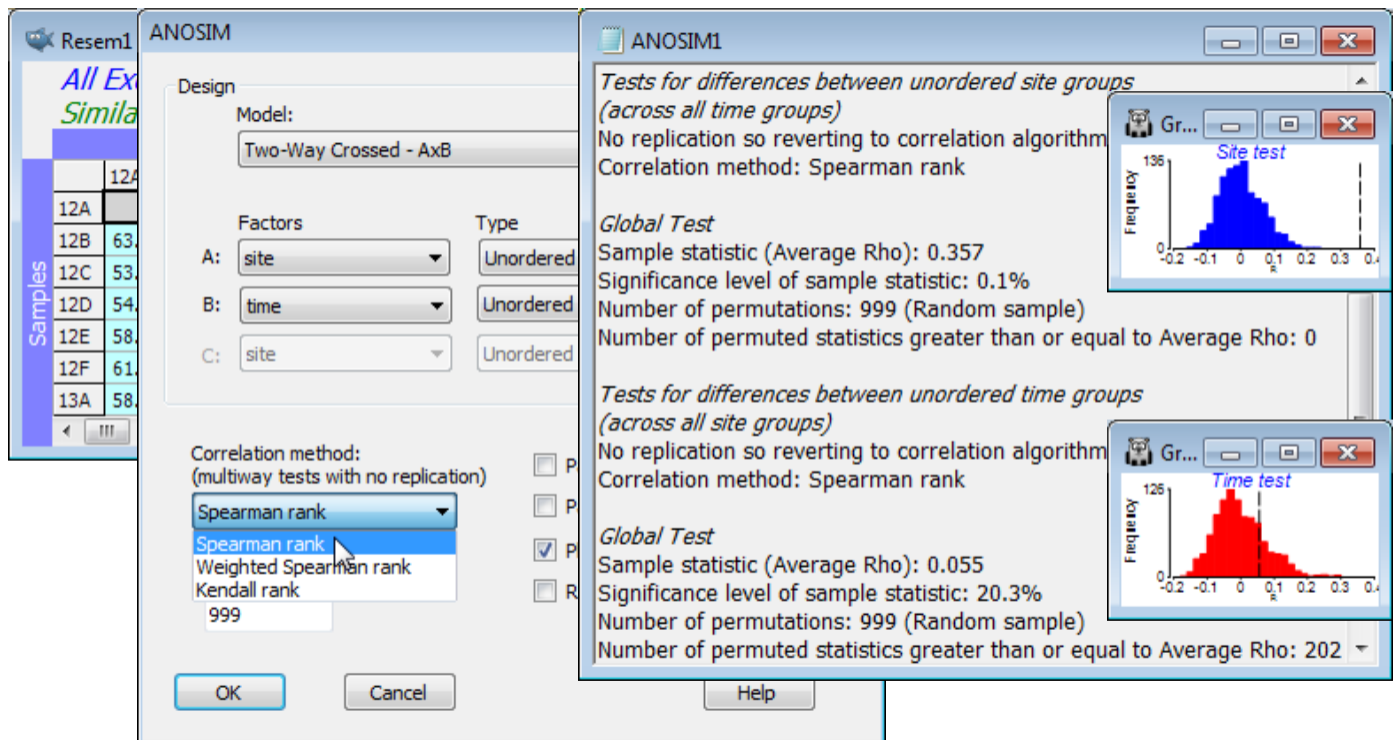 Resem1
All Ex
Simila
12A
12A
12B 63.
12C 53.
12D 54.
12E 58.
12F 61.
13A 58.
Samples
ANOSIM
Design
Model:
Two-Way Crossed - AxB
Factors Type
A: site Unordered
B: time Unordered
C: site Unordered
Correlation method:
(multiway tests with no replication)
Spearman rank
Spearman rank
Weighted Spearman rank
Kendall rank
999
P
P
Pl
R
OK Cancel Help
ANOSIM1
Tests for differences between unordered site groups
(across all time groups)
No replication so reverting to correlation algorithm
Correlation method: Spearman rank
Global Test
Sample statistic (Average Rho): 0.357
Significance level of sample statistic: 0.1%
Number of permutations: 999 (Random sample)
Number of permuted statistics greater than or equal to Average Rho: 0
Tests for differences between unordered time groups
(across all site groups)
No replication so reverting to correlation algorithm
Correlation method: Spearman rank
Global Test
Sample statistic (Average Rho): 0.055
Significance level of sample statistic: 20.3%
Number of permutations: 999 (Random sample)
Number of permuted statistics greater than or equal to Average Rho: 202
Gr...
Site test
136
Frequency
0
-0.2 -0.1 0 0.1 0.2 0.3 0.4
R
Gr...
Time test
126
Frequency
0
-0.2 -0.1 0 0.1 0.2 0.3 0.4
R